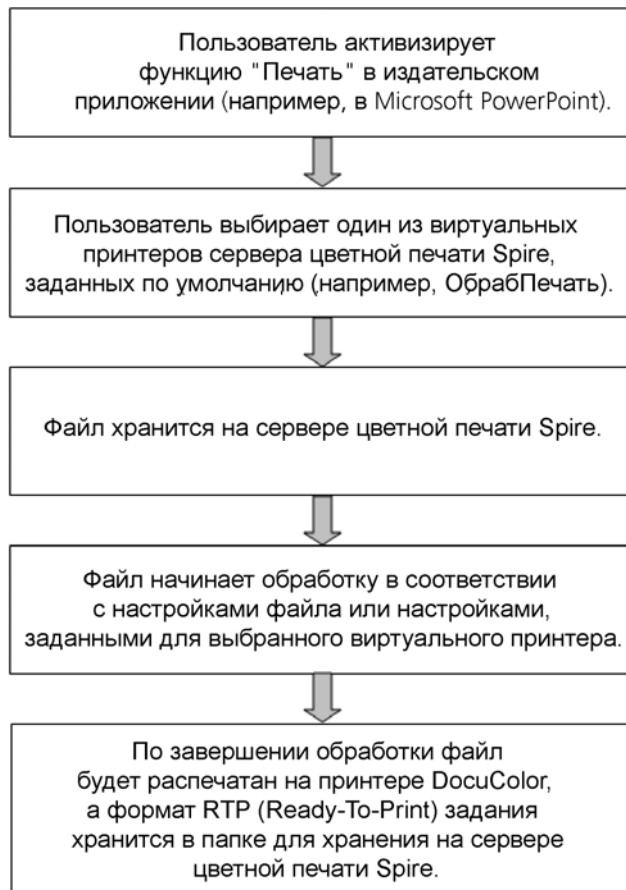 Пользователь активизирует
функцию "Печать" в издательском
приложении (например, в Microsoft PowerPoint).
Пользователь выбирает один из виртуальных
принтеров сервера цветной печати Spire,
заданных по умолчанию (например, ОбрабПечать).
Файл хранится на сервере цветной печати Spire.
Файл начинает обработку в соответствии
с настройками файла или настройками,
заданными для выбранного виртуального принтера.
По завершении обработки файл
будет распечатан на принтере DocuColor,
а формат RTP (Ready-To-Print) задания
хранится в папке для хранения на сервере
цветной печати Spire.